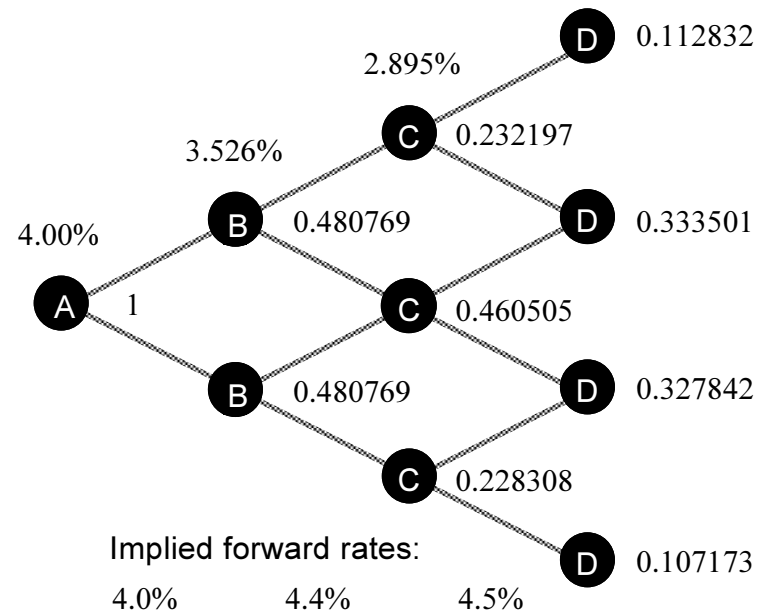 D 0.112832
2.895%
C 0.232197
3.526%
D 0.333501
B 0.480769
4.00%
A 1
C 0.460505
D 0.327842
B 0.480769
C 0.228308
D 0.107173
Implied forward rates:
4.0% 4.4% 4.5%